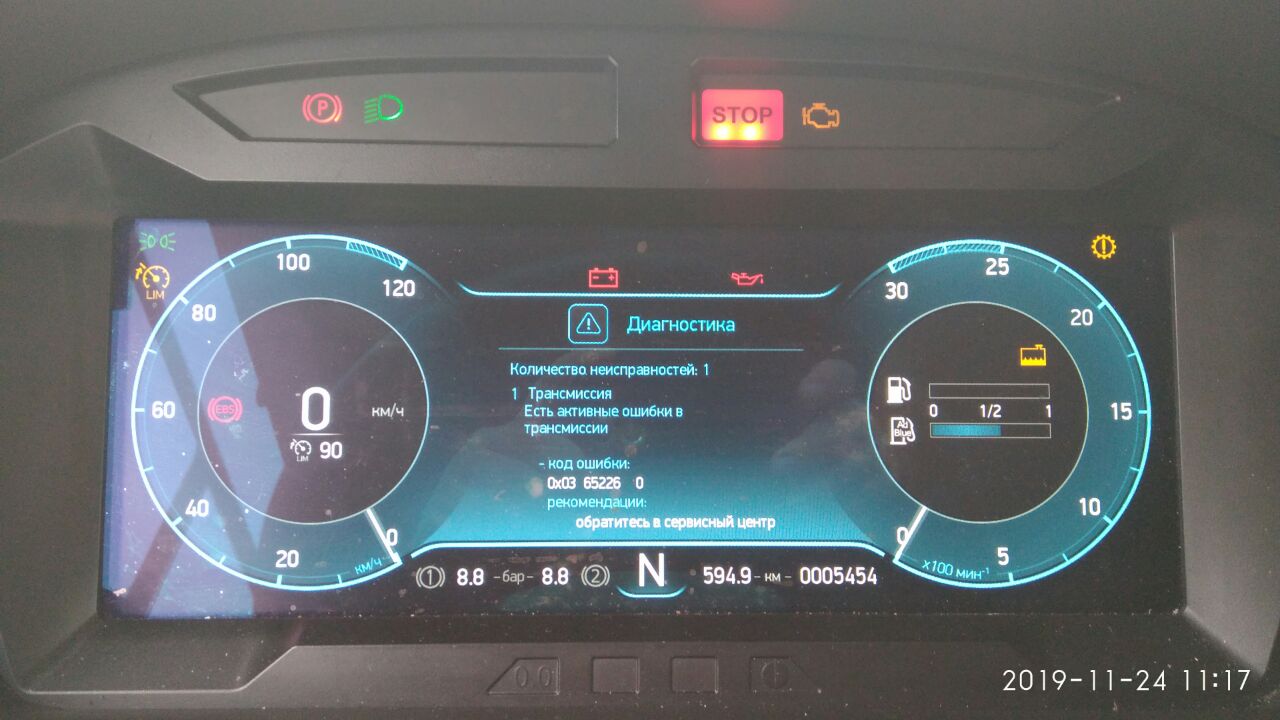 P
STOP
100
120
80
60
40
20
0
км/ч
LIM
EBS
0
км/ч
LIM 90
Диагностика
Количество неисправностей: 1
1 Трансмиссия
Есть активные ошибки в
трансмиссии
- код ошибки:
0x03 65226 0
рекомендации:
обратитесь в сервисный центр
30
25
20
15
10
5
0
x100 мин-1
0 1/2 1
Ad
Blue
1 8.8 -бар- 8.8 2
N
594.9 - км - 0005454
2019-11-24 11:17